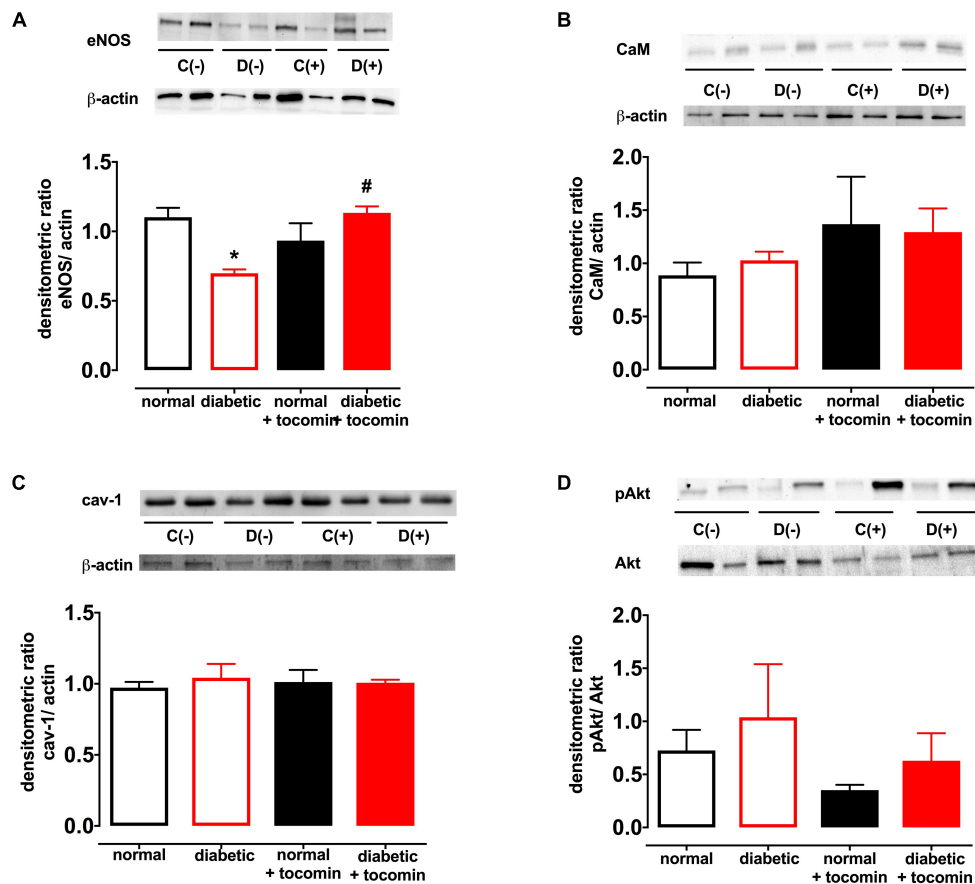 A
eNOS
C(-) D(-) C(+) D(+)
β-actin
densitometric ratio
eNOS/ actin
1.5
1.0
0.5
0.0
*
#
normal diabetic normal diabetic
+ tocomin + tocomin
B
CaM
C(-) D(-) C(+) D(+)
β-actin
densitometric ratio
CaM/ actin
2.0
1.5
1.0
0.5
0.0
normal diabetic normal diabetic
+ tocomin + tocomin
C
cav-1
C(-) D(-) C(+) D(+)
β-actin
densitometric ratio
cav-1/ actin
1.5
1.0
0.5
0.0
normal diabetic normal diabetic
+ tocomin + tocomin
D
pAkt
C(-) D(-) C(+) D(+)
Akt
densitometric ratio
pAkt/ Akt
2.0
1.5
1.0
0.5
0.0
normal diabetic normal diabetic
+ tocomin + tocomin